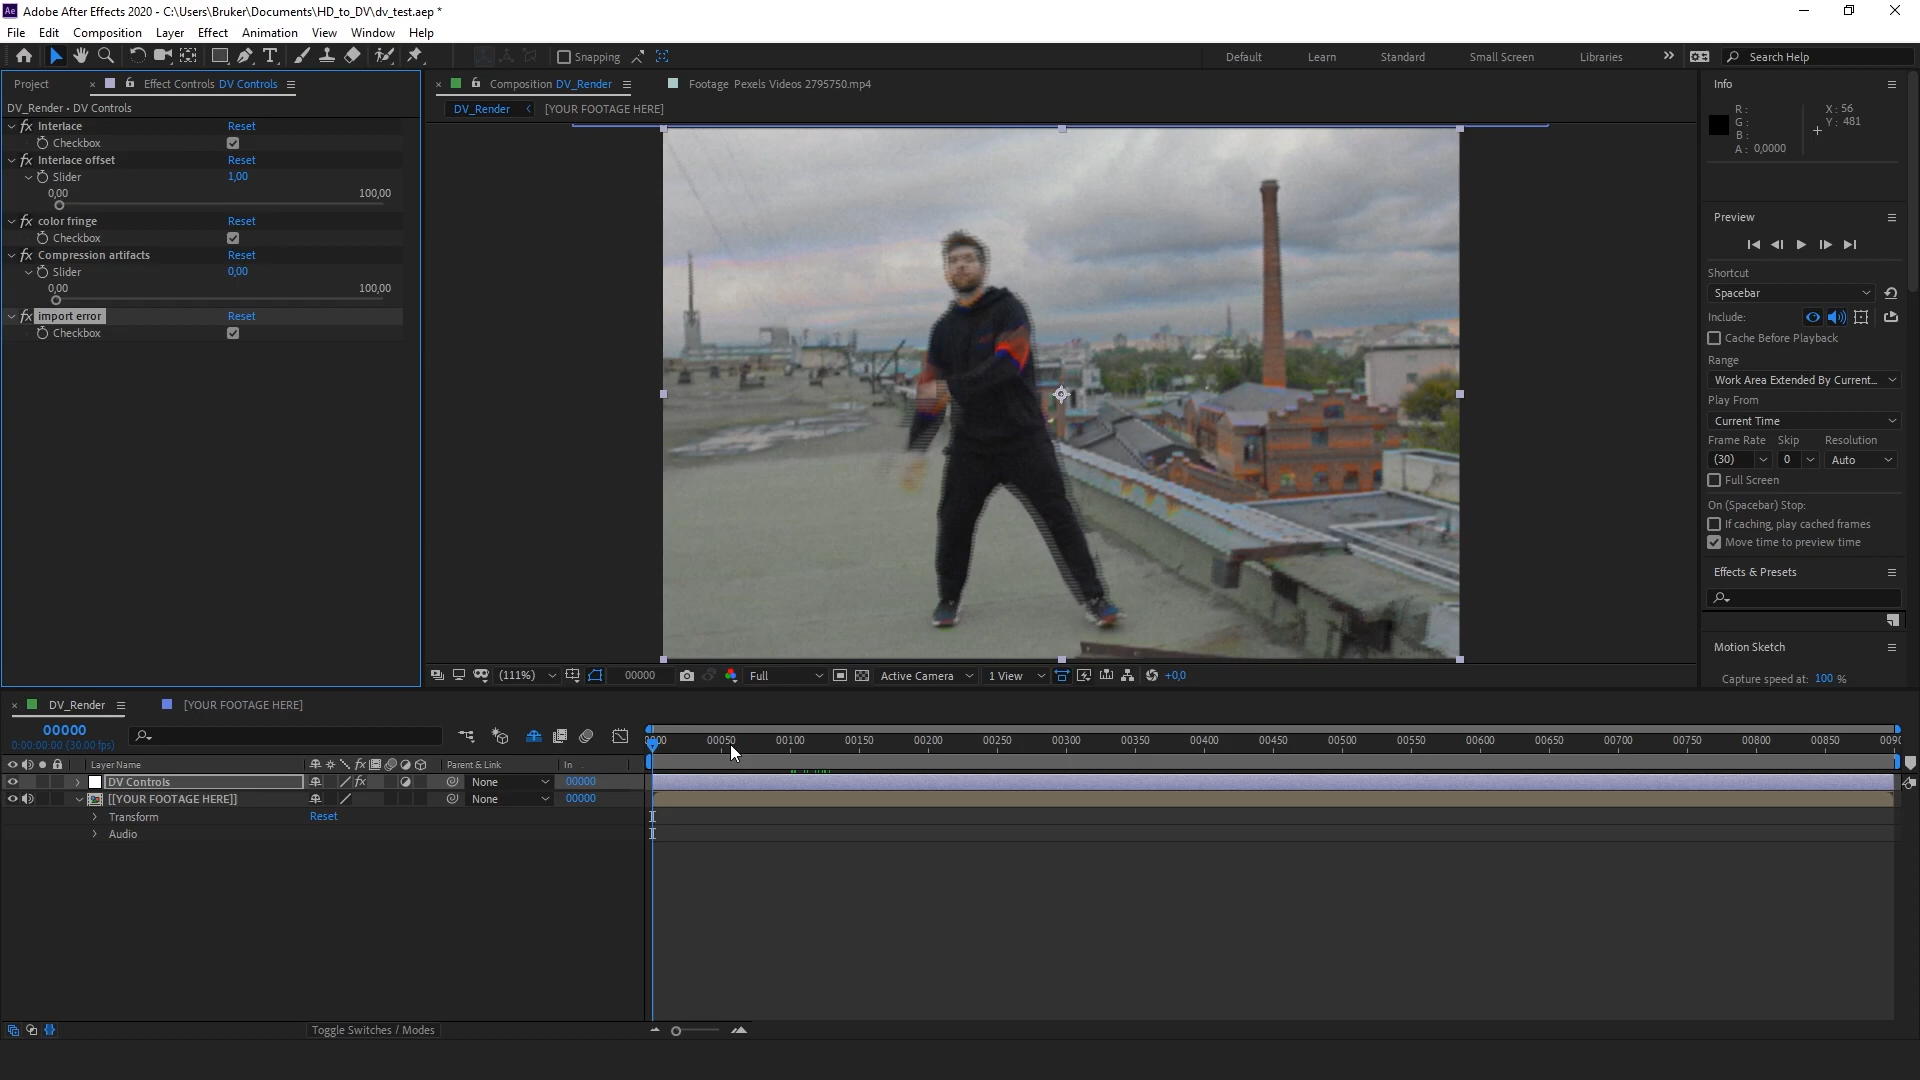 Ae Adobe After Effects 2020 - C:\Users\Bruker\Documents\HD_to_DV\dv_test.aep *
File Edit Composition Layer Effect Animation View Window Help
Snapping
Default Learn Standard Small Screen Libraries Search Help
Project Effect Controls DV Controls
DV_Render • DV Controls
fx Interlace Reset
Checkbox
fx Interlace offset Reset
Slider 1,00
0,00 100,00
fx color fringe Reset
Checkbox
fx Compression artifacts Reset
Slider 0,00
0,00 100,00
fx import error Reset
Checkbox
Composition DV_Render Footage Pexels Videos 2795750.mp4
DV_Render [YOUR FOOTAGE HERE]
(111%) 00000 Full Active Camera 1 View +0,0
Info
R: X: 56
G: Y: 481
B:
A: 0,0000
Preview
Shortcut
Spacebar
Include:
Cache Before Playback
Range
Work Area Extended By Current...
Play From
Current Time
Frame Rate Skip Resolution
(30) 0 Auto
Full Screen
On (Spacebar) Stop:
If caching, play cached frames
Move time to preview time
Effects & Presets
Motion Sketch
Capture speed at: 100 %
DV_Render [YOUR FOOTAGE HERE]
00000
0:00:00:00 (30.00 fps)
00050 00100 00150 00200 00250 00300 00350 00400 00450 00500 00550 00600 00650 00700 00750 00800 00850
Layer Name Parent & Link In
DV Controls fx None 00000
[[YOUR FOOTAGE HERE]] None 00000
Transform Reset
Audio
Toggle Switches / Modes